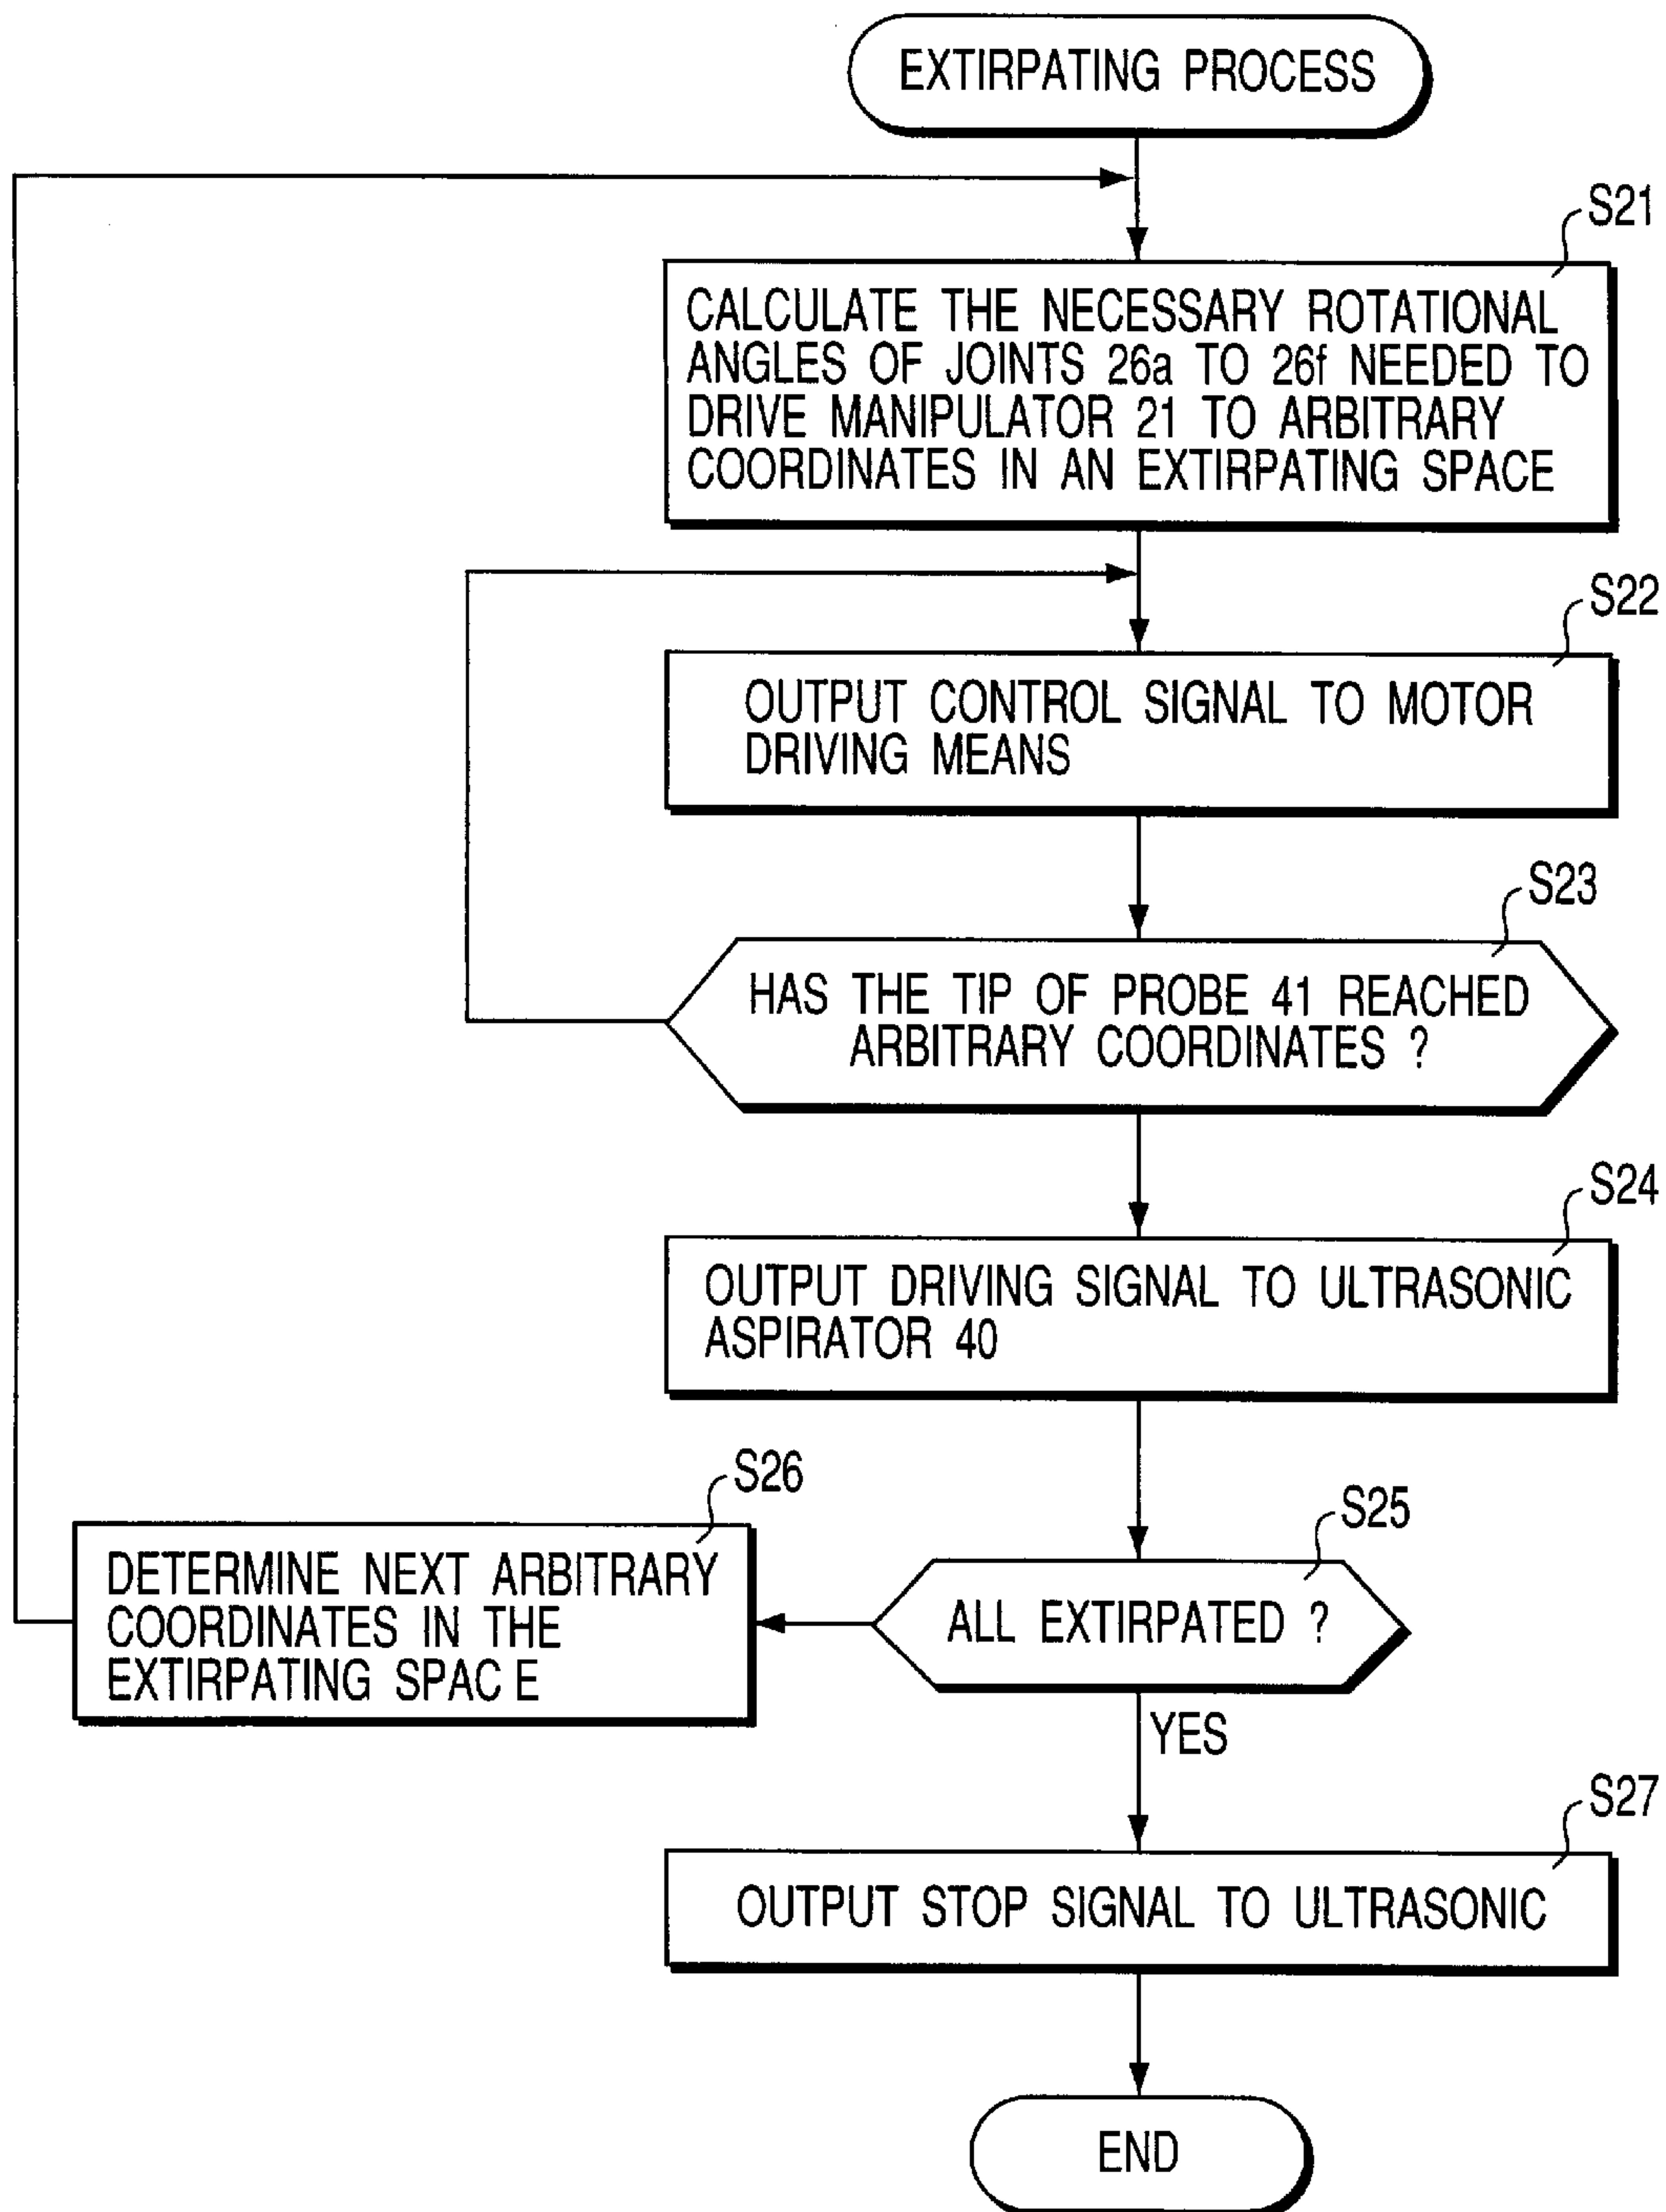 EXTIRPATING PROCESS
S21
CALCULATE THE NECESSARY ROTATIONAL
ANGLES OF JOINTS 26a TO 26f NEEDED TO
DRIVE MANIPULATOR 21 TO ARBITRARY
COORDINATES IN AN EXTIRPATING SPACE
S22
OUTPUT CONTROL SIGNAL TO MOTOR
DRIVING MEANS
S23
HAS THE TIP OF PROBE 41 REACHED
ARBITRARY COORDINATES ?
S24
OUTPUT DRIVING SIGNAL TO ULTRASONIC
ASPIRATOR 40
S25
ALL EXTIRPATED ?
S26
DETERMINE NEXT ARBITRARY
COORDINATES IN THE
EXTIRPATING SPAC E
YES
S27
OUTPUT STOP SIGNAL TO ULTRASONIC
END